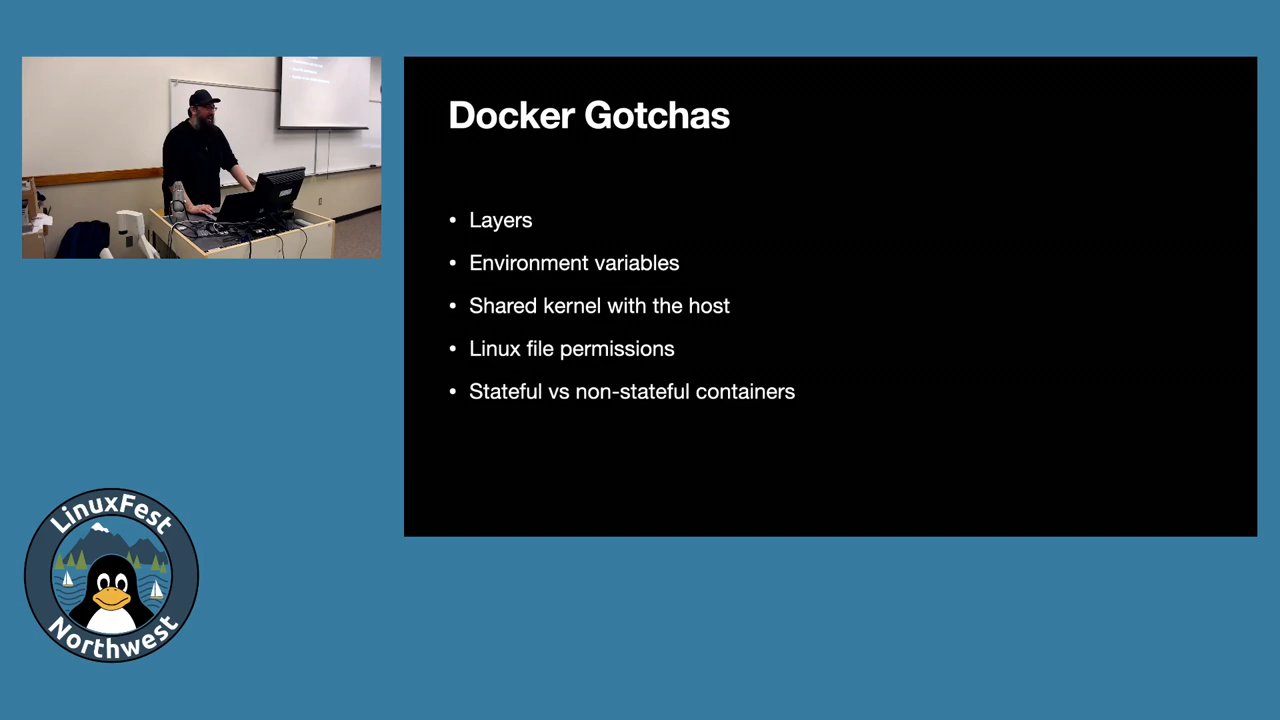 Docker Gotchas
• Layers
• Environment variables
• Shared kernel with the host
• Linux file permissions
• Stateful vs non-stateful containers
LinuxFest
Northwest